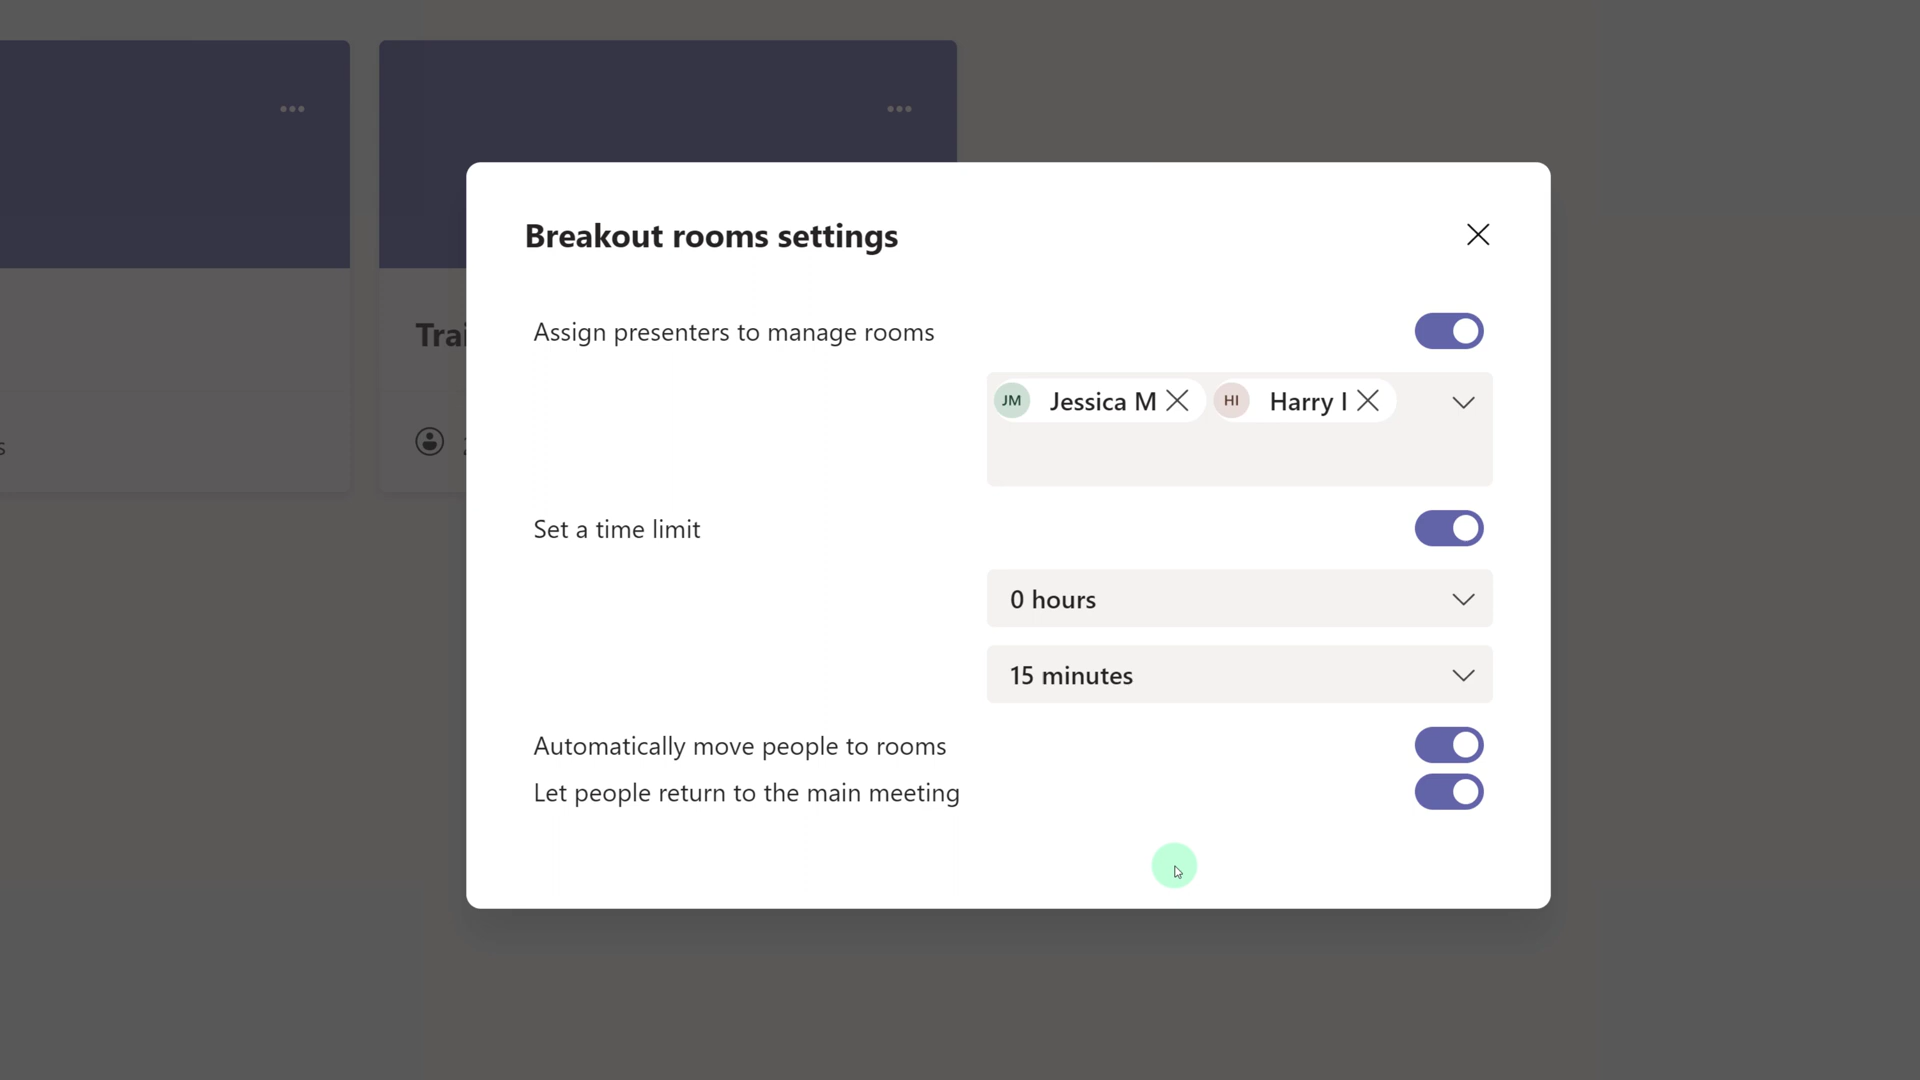 Breakout rooms settings
Assign presenters to manage rooms
JM Jessica M HI Harry I
Set a time limit
0 hours
15 minutes
Automatically move people to rooms
Let people return to the main meeting